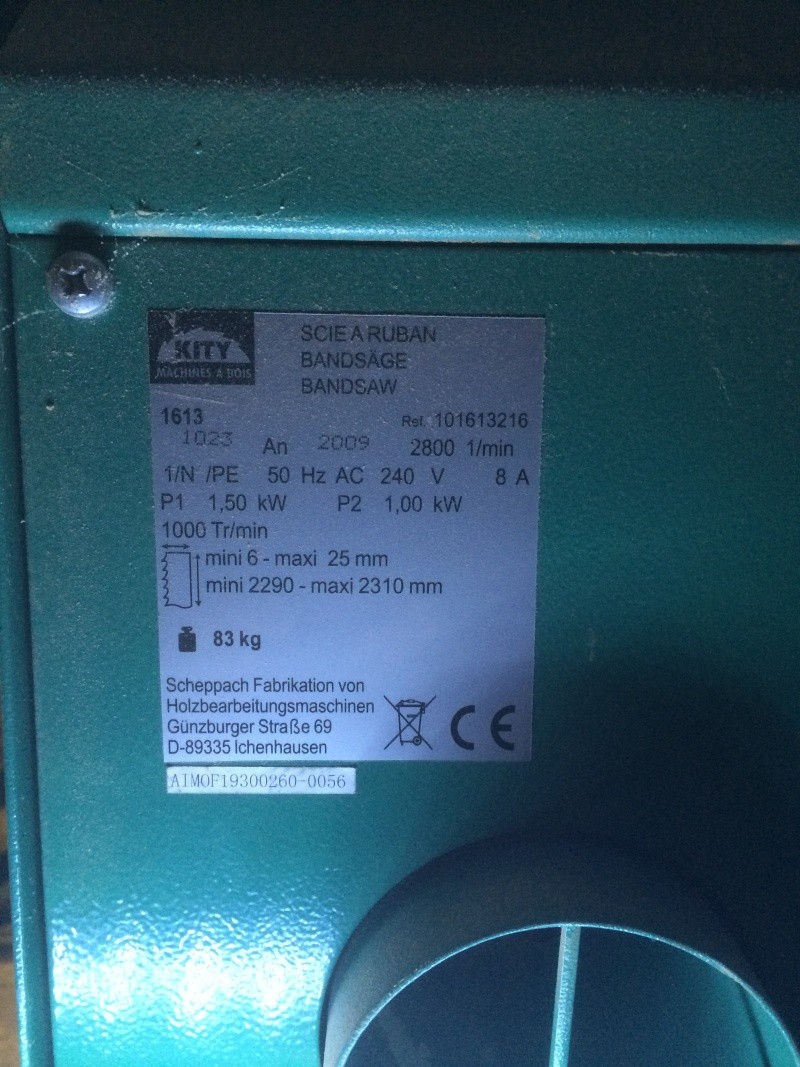 KITY
MACHINES A BOIS
SCIE A RUBAN
BANDSÄGE
BANDSAW
1613
Ref. 101613216
1023 An 2009 2800 1/min
1/N /PE 50 Hz AC 240 V 8 A
P1 1,50 kW P2 1,00 kW
1000 Tr/min
mini 6 - maxi 25 mm
mini 2290 - maxi 2310 mm
83 kg
Scheppach Fabrikation von
Holzbearbeitungsmaschinen
Günzburger Straße 69
D-89335 Ichenhausen
CE
AIMOF19300260-0056